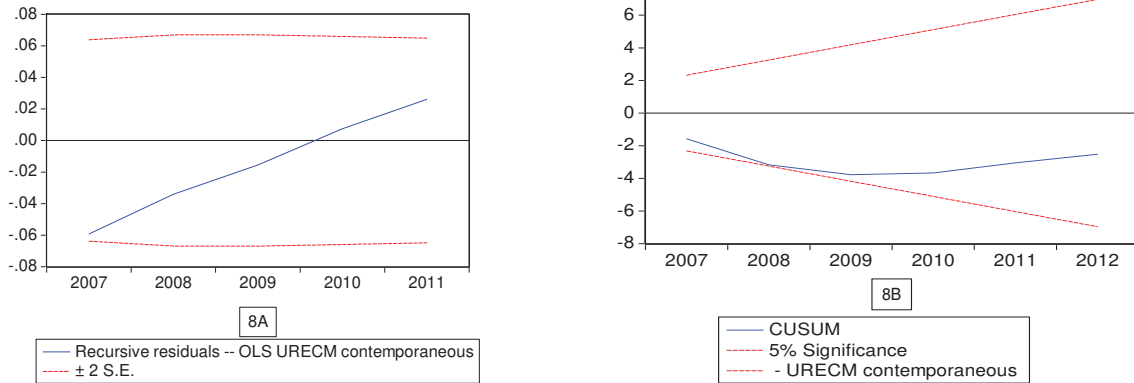 .08
.06
.04
.02
.00
-.02
-.04
-.06
-.08
2007 2008 2009 2010 2011
8A
Recursive residuals -- OLS URECM contemporaneous
± 2 S.E.
6
4
2
0
-2
-4
-6
-8
2007 2008 2009 2010 2011 2012
8B
CUSUM
5% Significance
- URECM contemporaneous